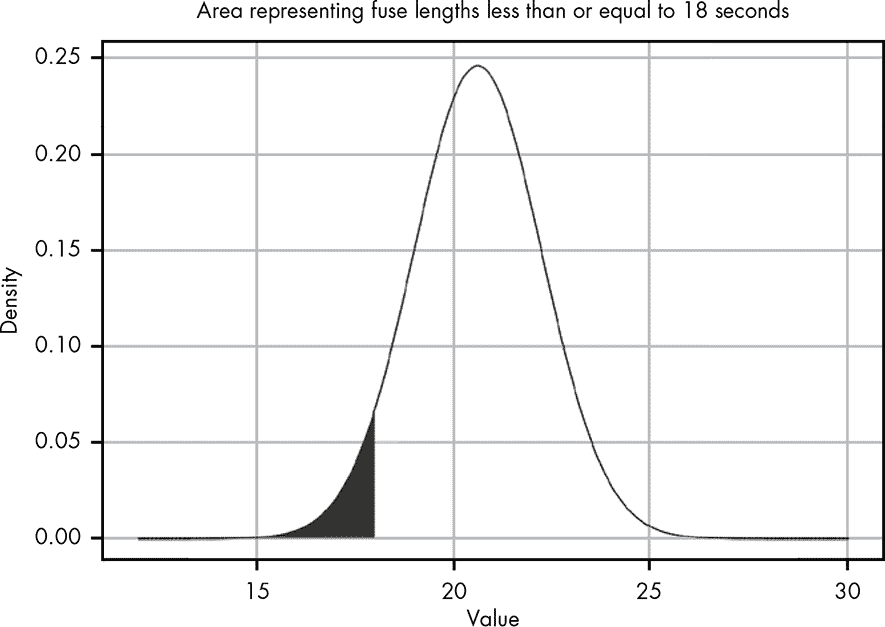 Area representing fuse lengths less than or equal to 18 seconds
0.25
0.20
0.15
0.10
0.05
0.00
Density
15 20 25 30
Value